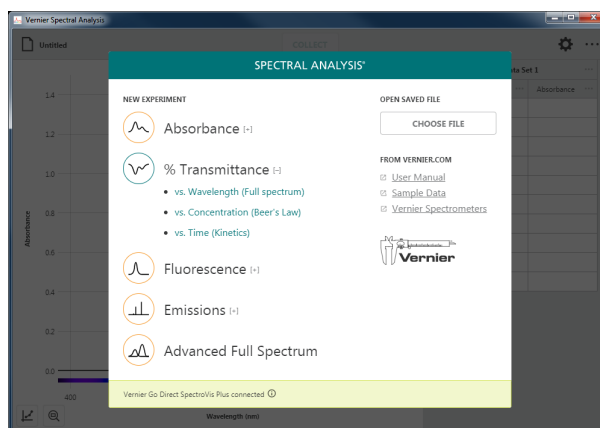 Vernier Spectral Analysis
Untitled
COLLECT
SPECTRAL ANALYSIS®
ata Set 1
Absorbance
NEW EXPERIMENT
Absorbance [+]
% Transmittance [–]
• vs. Wavelength (Full spectrum)
• vs. Concentration (Beer's Law)
• vs. Time (Kinetics)
Fluorescence [+]
Emissions [+]
Advanced Full Spectrum
OPEN SAVED FILE
CHOOSE FILE
FROM VERNIER.COM
User Manual
Sample Data
Vernier Spectrometers
Vernier
Vernier Go Direct SpectroVis Plus connected
Absorbance
1.4
1.2
1.0
0.8
0.6
0.4
0.2
0.0
400
Wavelength (nm)